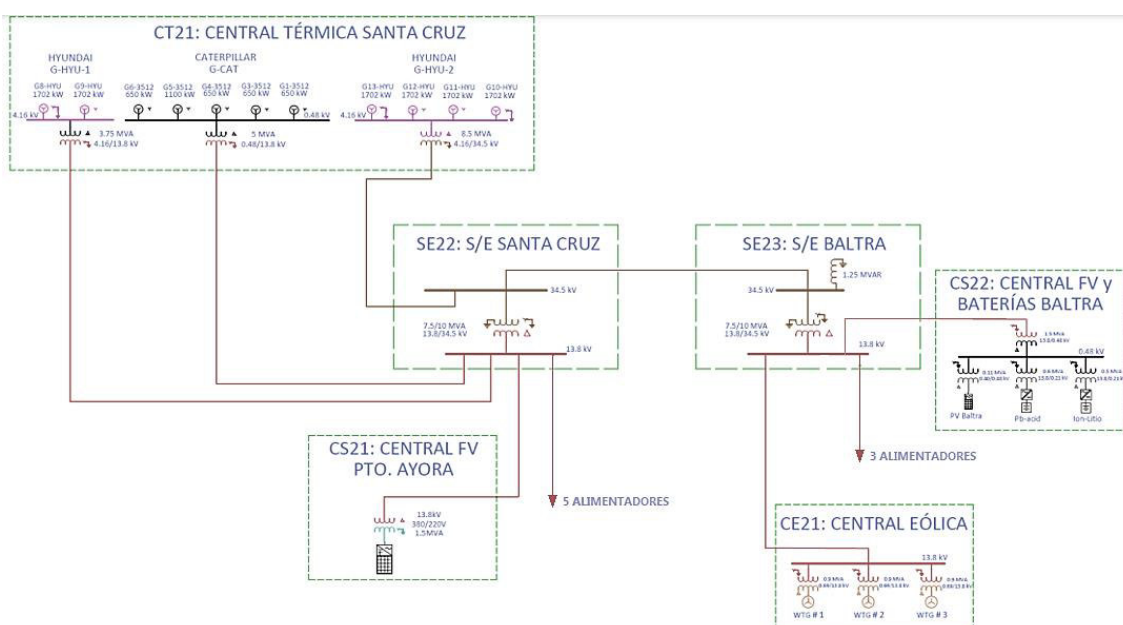 CT21: CENTRAL TÉRMICA SANTA CRUZ
HYUNDAI
G-HYU-1
CATERPILLAR
G-CAT
HYUNDAI
G-HYU-2
G8-HYU
1702 kW
G9-HYU
1702 kW
G6-3512
650 kW
G5-3512
1100 kW
G4-3512
650 kW
G3-3512
650 kW
G1-3512
650 kW
G13-HYU
1702 kW
G12-HYU
1702 kW
G11-HYU
1702 kW
G10-HYU
1702 kW
4.16 kV
0.48 kV
4.16 kV
3.75 MVA
4.16/13.8 kV
5 MVA
0.48/13.8 kV
8.5 MVA
4.16/34.5 kV
SE22: S/E SANTA CRUZ
34.5 kV
7.5/10 MVA
13.8/34.5 kV
13.8 kV
SE23: S/E BALTRA
1.25 MVAR
34.5 kV
7.5/10 MVA
13.8/34.5 kV
13.8 kV
CS22: CENTRAL FV y
BATERÍAS BALTRA
0.48 kV
PV Baltra
Pb-acid
Ion-Litio
CS21: CENTRAL FV
PTO. AYORA
13.8kV
380/220V
1.5MVA
5 ALIMENTADORES
3 ALIMENTADORES
CE21: CENTRAL EÓLICA
13.8 kV
WTG # 1
WTG # 2
WTG # 3